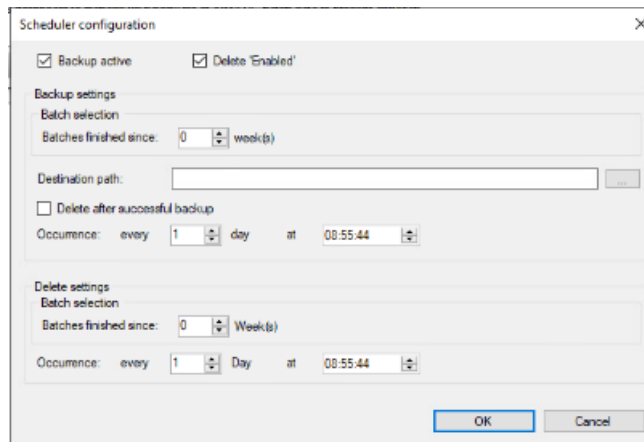 Scheduler configuration
Backup active Delete 'Enabled'
Backup settings
Batch selection
Batches finished since: 0 week(s)
Destination path: ...
Delete after successful backup
Occurrence: every 1 day at 08:55:44
Delete settings
Batch selection
Batches finished since: 0 Week(s)
Occurrence: every 1 Day at 08:55:44
OK Cancel